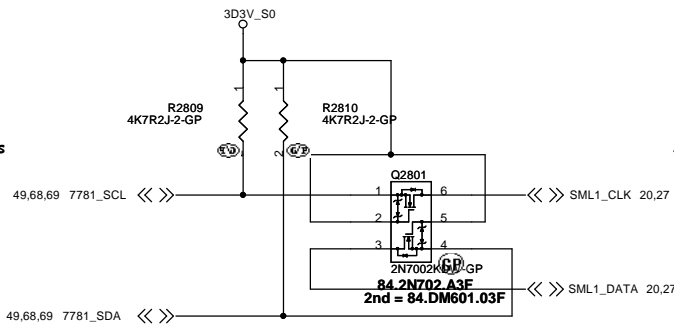 3D3V_S0
R2809
4K7R2J-2-GP
R2810
4K7R2J-2-GP
1
1
2
s
Q2801
49,68,69 7781_SCL
1
6
SML1_CLK 20,27
2
5
3
4
GP
84.2N702.A3F
2nd = 84.DM601.03F
SML1_DATA 20,27
49,68,69 7781_SDA